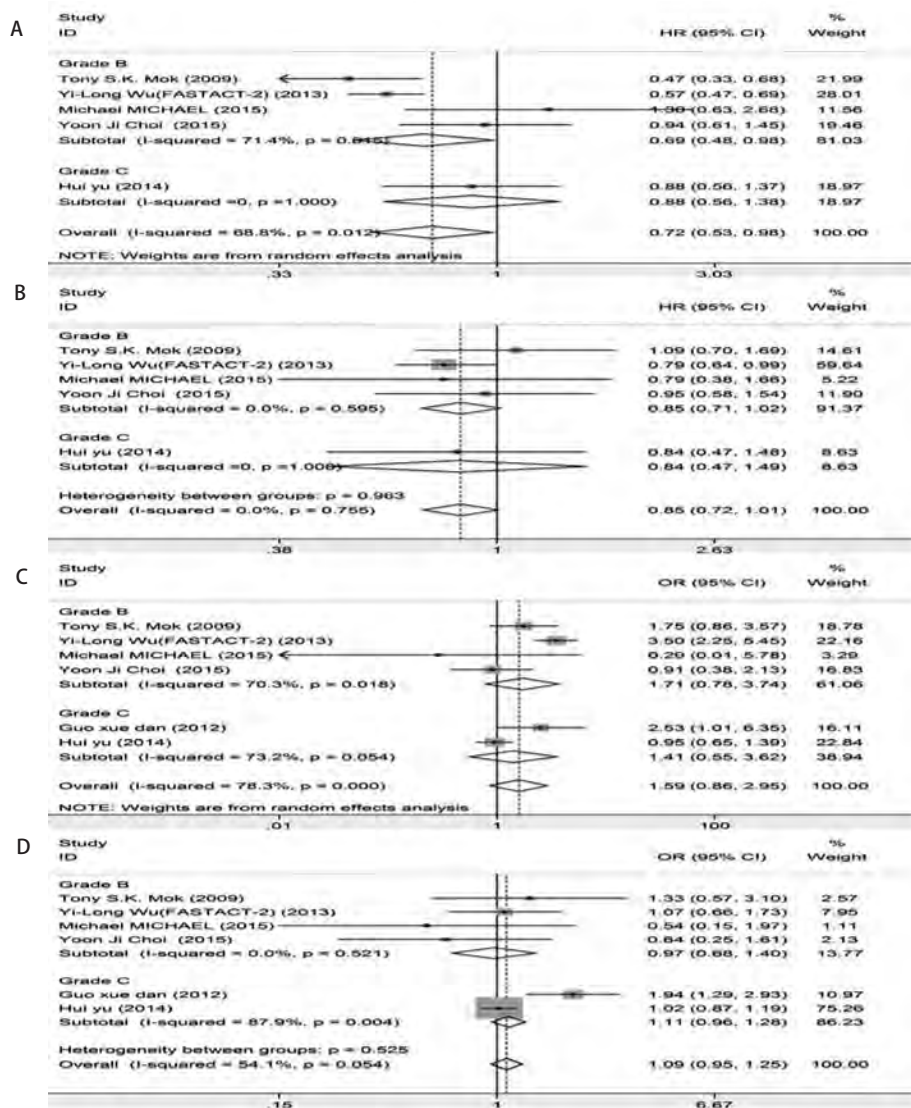 A
Study %
ID HR (95% CI) Weight
Grade B
Tony S.K. Mok (2009) 0.47 (0.33, 0.68) 21.99
Yi-Long Wu(FASTACT-2) (2013) 0.57 (0.47, 0.69) 28.01
Michael MICHAEL (2015) 1.30 (0.63, 2.68) 11.56
Yoon Ji Choi (2015) 0.94 (0.61, 1.45) 19.46
Subtotal (I-squared = 71.4%, p = 0.015) 0.69 (0.48, 0.98) 81.03
Grade C
Hui yu (2014) 0.88 (0.56, 1.37) 18.97
Subtotal (I-squared =0, p =1.000) 0.88 (0.56, 1.38) 18.97
Overall (I-squared = 68.8%, p = 0.012) 0.72 (0.53, 0.98) 100.00
NOTE: Weights are from random effects analysis
.33 1 3.03
B
Study %
ID HR (95% CI) Weight
Grade B
Tony S.K. Mok (2009) 1.09 (0.70, 1.69) 14.61
Yi-Long Wu(FASTACT-2) (2013) 0.79 (0.64, 0.99) 59.64
Michael MICHAEL (2015) 0.79 (0.38, 1.66) 5.22
Yoon Ji Choi (2015) 0.95 (0.58, 1.54) 11.90
Subtotal (I-squared = 0.0%, p = 0.595) 0.85 (0.71, 1.02) 91.37
Grade C
Hui yu (2014) 0.84 (0.47, 1.48) 8.63
Subtotal (I-squared =0, p =1.000) 0.84 (0.47, 1.49) 8.63
Heterogeneity between groups: p = 0.963
Overall (I-squared = 0.0%, p = 0.755) 0.85 (0.72, 1.01) 100.00
.38 1 2.63
C
Study %
ID OR (95% CI) Weight
Grade B
Tony S.K. Mok (2009) 1.75 (0.86, 3.57) 18.78
Yi-Long Wu(FASTACT-2) (2013) 3.50 (2.25, 5.45) 22.16
Michael MICHAEL (2015) 0.29 (0.01, 5.78) 3.29
Yoon Ji Choi (2015) 0.91 (0.38, 2.13) 16.83
Subtotal (I-squared = 70.3%, p = 0.018) 1.71 (0.78, 3.74) 61.06
Grade C
Guo xue dan (2012) 2.53 (1.01, 6.35) 16.11
Hui yu (2014) 0.95 (0.65, 1.39) 22.84
Subtotal (I-squared = 73.2%, p = 0.054) 1.41 (0.55, 3.62) 38.94
Overall (I-squared = 78.3%, p = 0.000) 1.59 (0.86, 2.95) 100.00
NOTE: Weights are from random effects analysis
.01 1 100
D
Study %
ID OR (95% CI) Weight
Grade B
Tony S.K. Mok (2009) 1.33 (0.57, 3.10) 2.57
Yi-Long Wu(FASTACT-2) (2013) 1.07 (0.66, 1.73) 7.95
Michael MICHAEL (2015) 0.54 (0.15, 1.97) 1.11
Yoon Ji Choi (2015) 0.64 (0.25, 1.61) 2.13
Subtotal (I-squared = 0.0%, p = 0.521) 0.97 (0.68, 1.40) 13.77
Grade C
Guo xue dan (2012) 1.94 (1.29, 2.93) 10.97
Hui yu (2014) 1.02 (0.87, 1.19) 75.26
Subtotal (I-squared = 87.9%, p = 0.004) 1.11 (0.96, 1.28) 86.23
Heterogeneity between groups: p = 0.525
Overall (I-squared = 54.1%, p = 0.054) 1.09 (0.95, 1.25) 100.00
.15 1 6.67